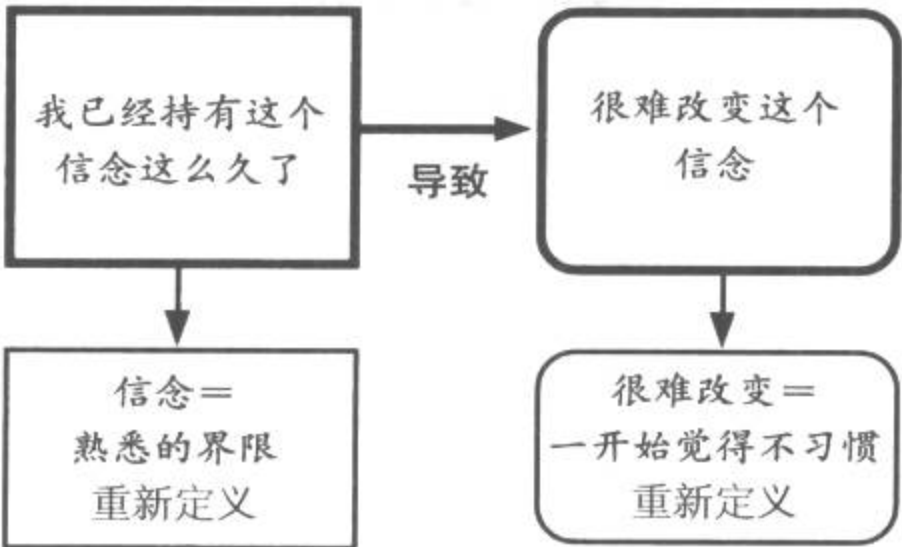 我已经持有这个
信念这么久了
导致
很难改变这个
信念
信念＝
熟悉的界限
重新定义
很难改变＝
一开始觉得不习惯
重新定义